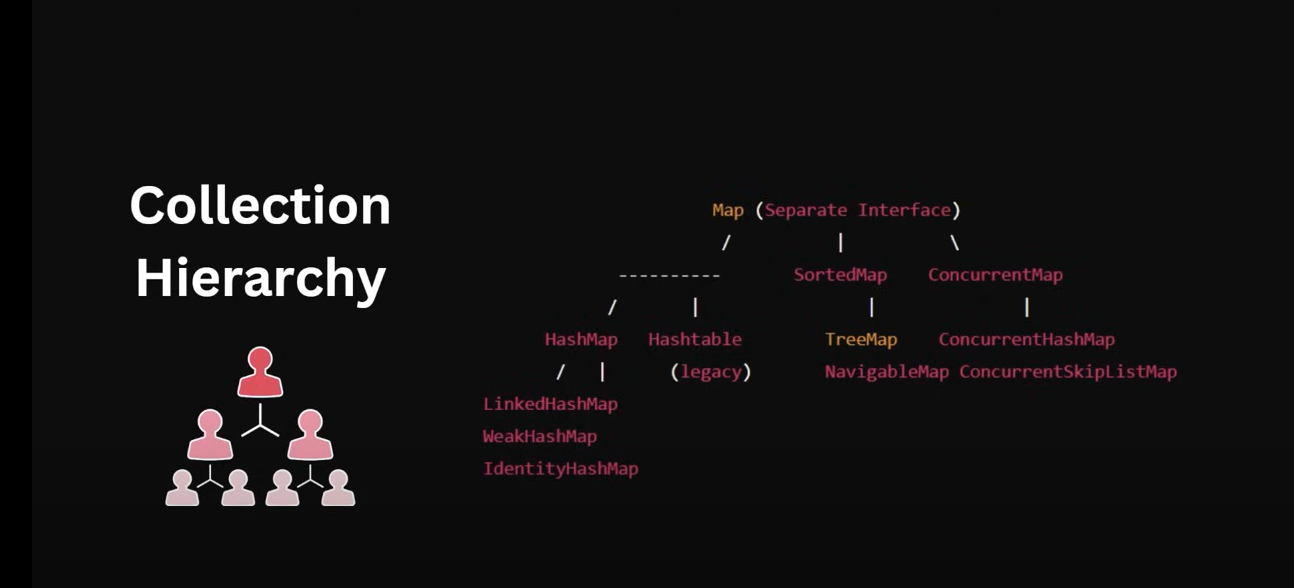 Collection
Hierarchy
Map (Separate Interface)
/ | \
---------- SortedMap ConcurrentMap
/ | | |
HashMap Hashtable TreeMap ConcurrentHashMap
/ | (legacy) NavigableMap ConcurrentSkipListMap
LinkedHashMap
WeakHashMap
IdentityHashMap